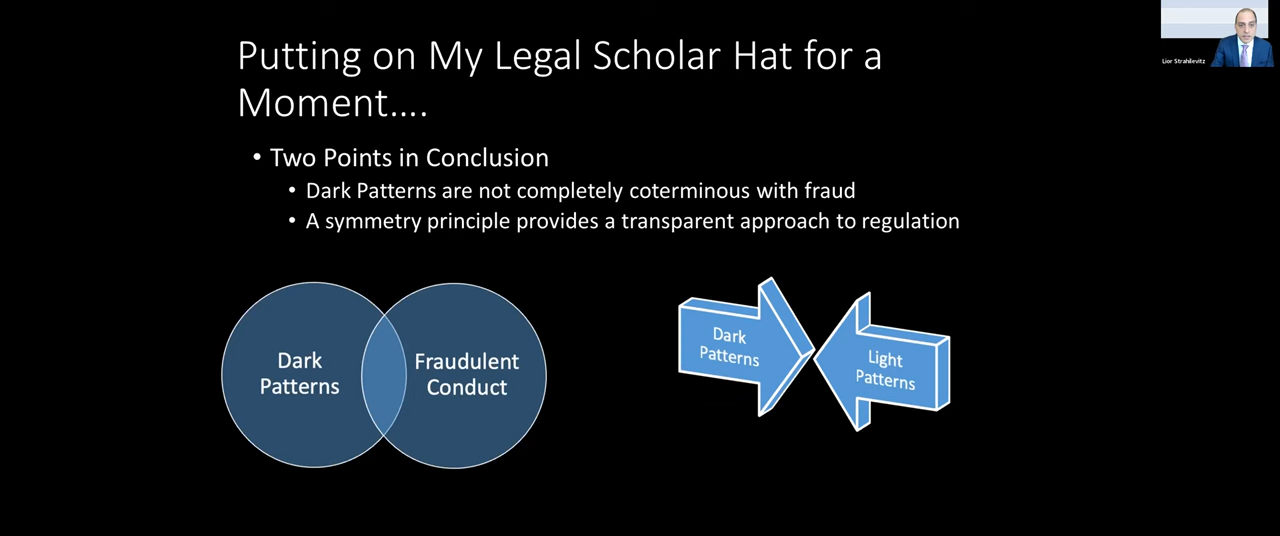 Putting on My Legal Scholar Hat for a
Moment....
• Two Points in Conclusion
• Dark Patterns are not completely coterminous with fraud
• A symmetry principle provides a transparent approach to regulation
Dark
Patterns
Fraudulent
Conduct
Dark
Patterns
Light
Patterns
Lior Strahilevitz